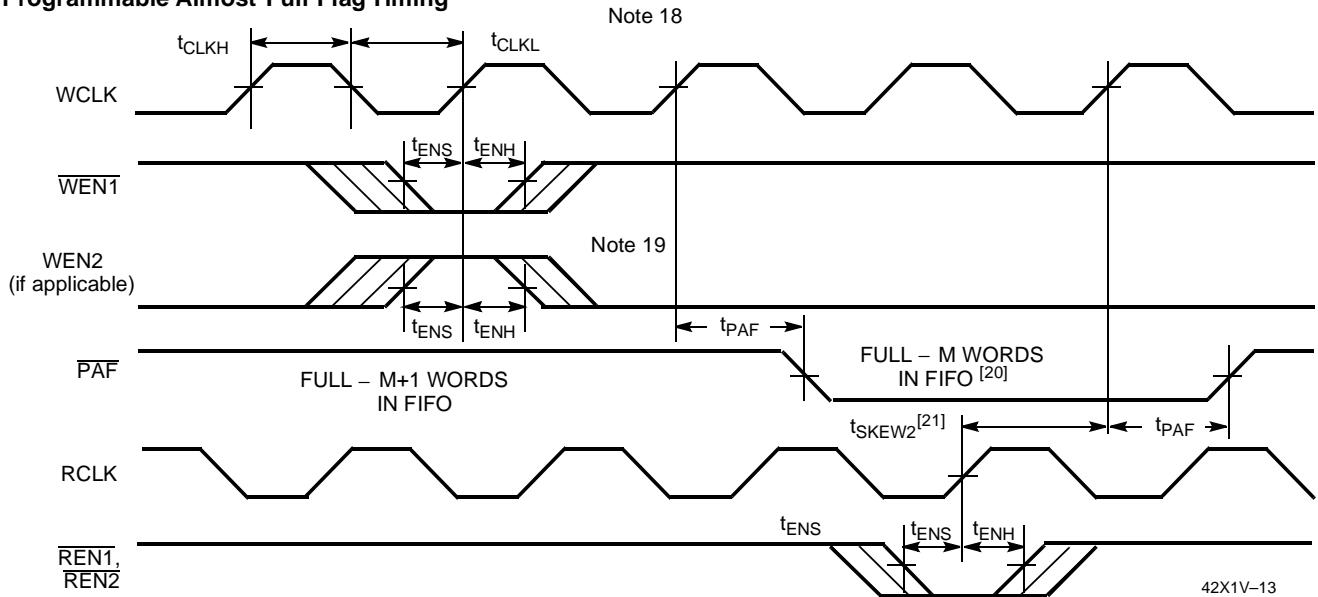 Programmable Almost Full Flag Timing
Note 18
tCLKH
tCLKL
WCLK
tENS
tENH
WEN1
Note 19
WEN2
(if applicable)
tENS
tENH
tPAF
PAF
FULL – M+1 WORDS
IN FIFO
FULL – M WORDS
IN FIFO [20]
tSKEW2[21]
tPAF
RCLK
tENS
tENS
tENH
REN1,
REN2
42X1V–13